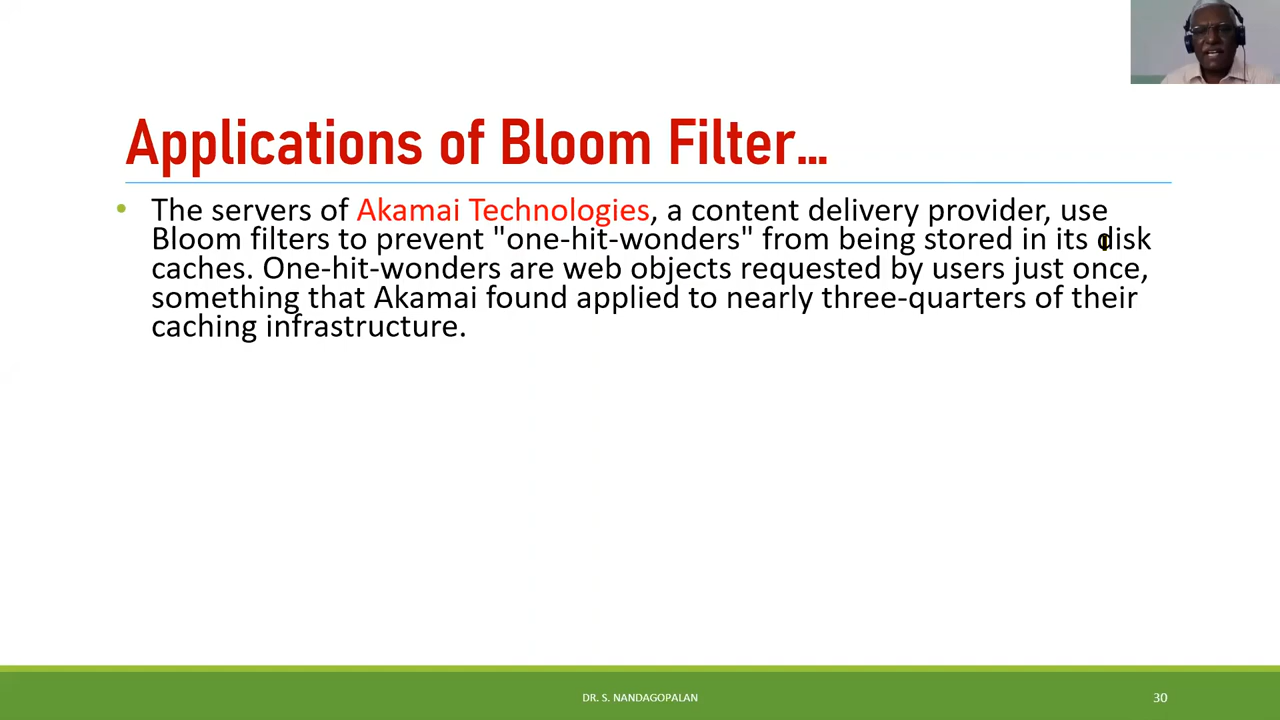 Applications of Bloom Filter...
• The servers of Akamai Technologies, a content delivery provider, use
Bloom filters to prevent "one-hit-wonders" from being stored in its disk
caches. One-hit-wonders are web objects requested by users just once,
something that Akamai found applied to nearly three-quarters of their
caching infrastructure.
DR. S. NANDAGOPALAN
30